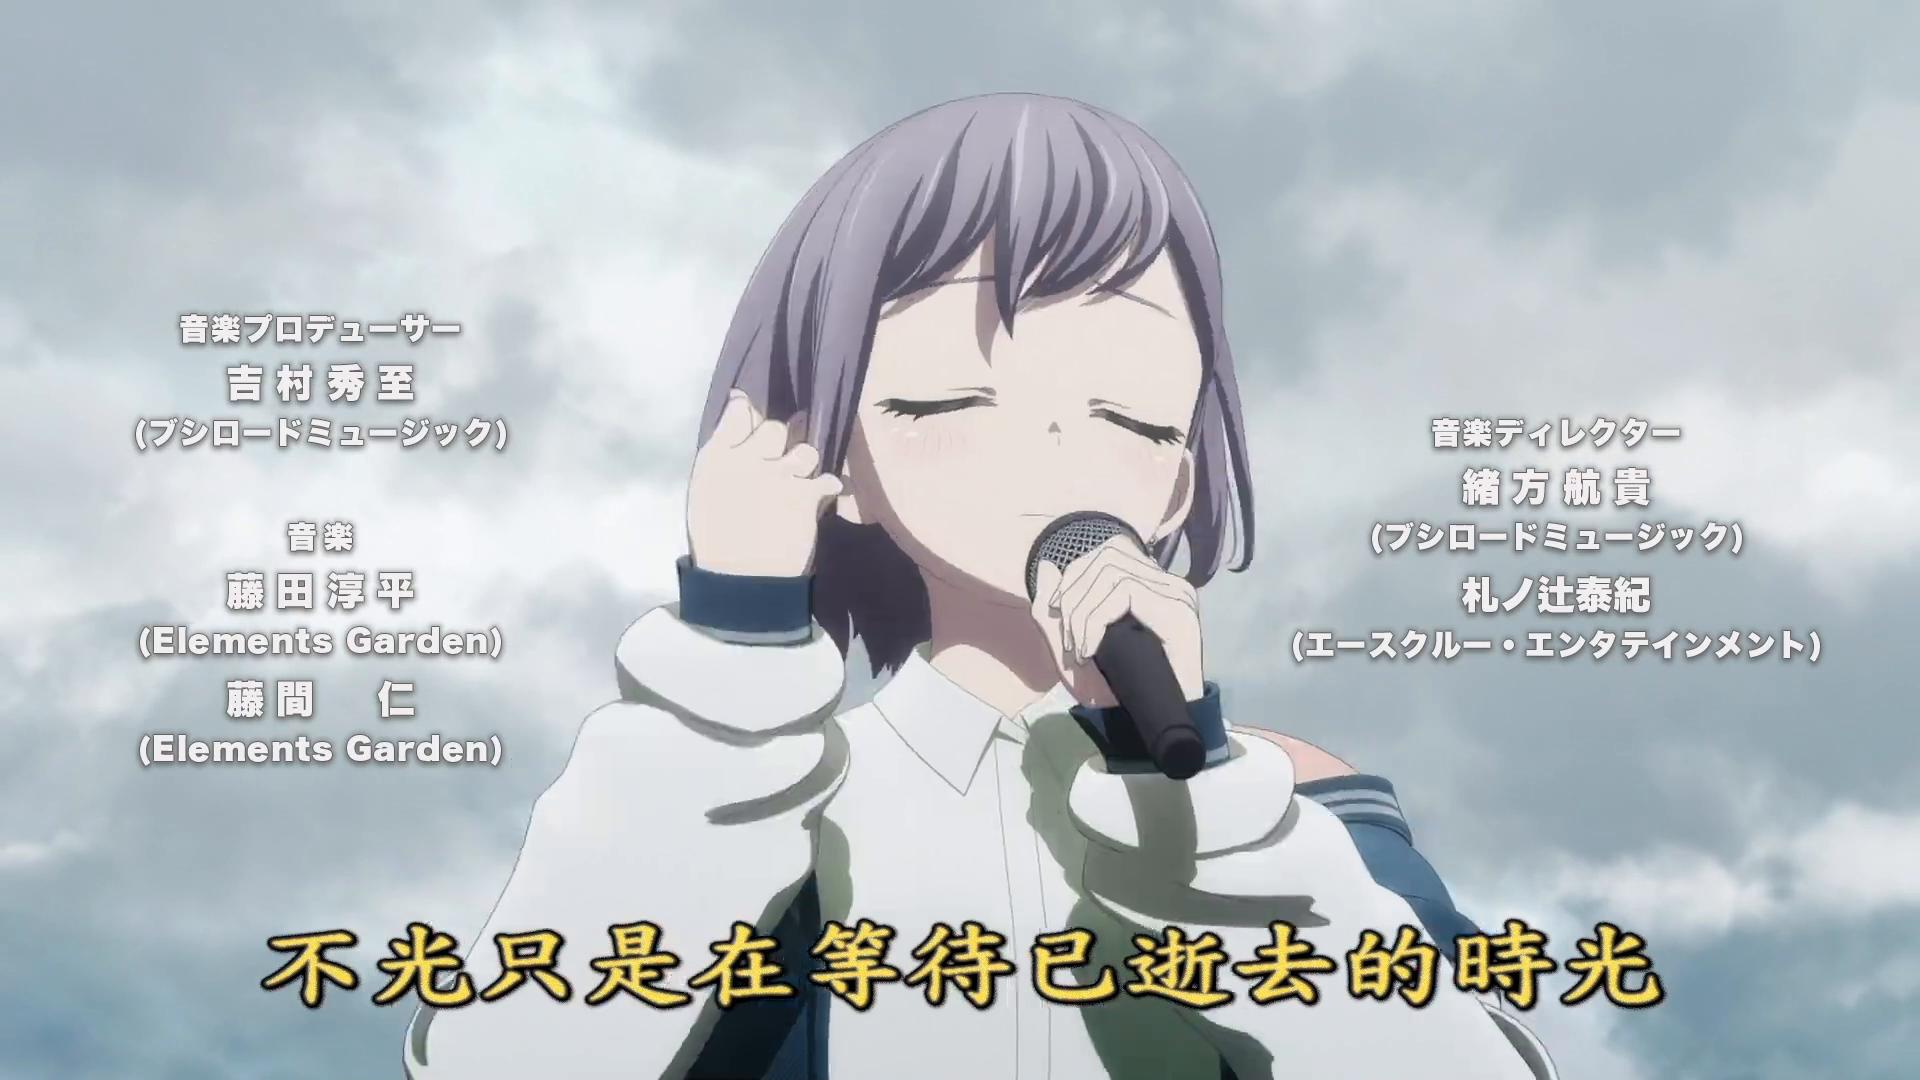 音楽プロデューサー
吉村秀至
(ブシロードミュージック)
音楽
藤田淳平
(Elements Garden)
藤間 仁
(Elements Garden)
音楽ディレクター
緒方航貴
(ブシロードミュージック)
札ノ辻泰紀
(エースクルー・エンタテインメント)
不光只是在等待已逝去的時光